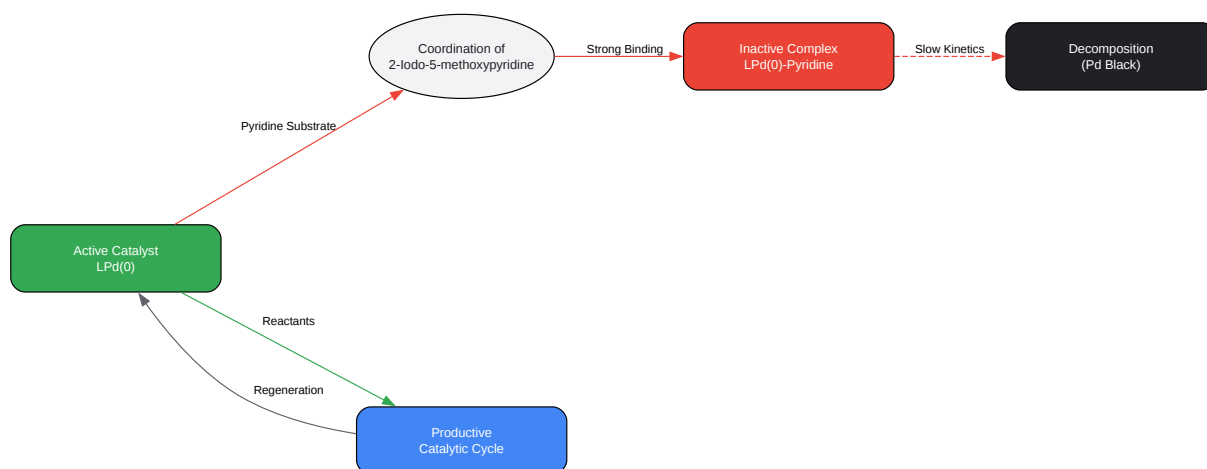 Coordination of
2-Iodo-5-methoxypyridine
Strong Binding
Inactive Complex
LPd(0)-Pyridine
Slow Kinetics
Decomposition
(Pd Black)
Pyridine Substrate
Active Catalyst
LPd(0)
Reactants
Regeneration
Productive
Catalytic Cycle